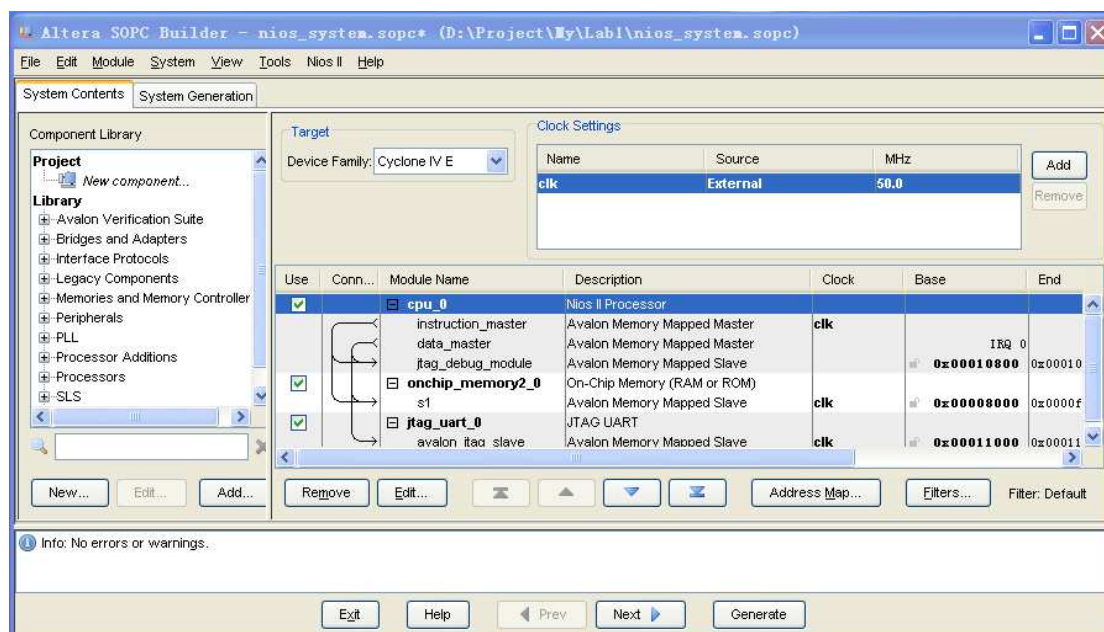 Altera SOPC Builder - nios_system.sopc* (D:\Project\My\Lab1\nios_system.sopc)
File Edit Module System View Tools Nios II Help
System Contents System Generation
Component Library
Project
New component...
Library
Avalon Verification Suite
Bridges and Adapters
Interface Protocols
Legacy Components
Memories and Memory Controller
Peripherals
PLL
Processor Additions
Processors
SLS
New... Edit... Add...
Target
Device Family: Cyclone IV E
Clock Settings
Name Source MHz
clk External 50.0
Add
Remove
Use Conn... Module Name Description Clock Base End
cpu_0 Nios II Processor
instruction_master Avalon Memory Mapped Master clk
data_master Avalon Memory Mapped Master IRQ 0
jtag_debug_module Avalon Memory Mapped Slave 0x00010800 0x00010
onchip_memory2_0 On-Chip Memory (RAM or ROM)
s1 Avalon Memory Mapped Slave clk 0x00008000 0x0000f
jtag_uart_0 JTAG UART
avalon_jtag_slave Avalon Memory Mapped Slave clk 0x00011000 0x00011
Remove Edit... Address Map... Filters... Filter: Default
Info: No errors or warnings.
Exit Help Prev Next Generate